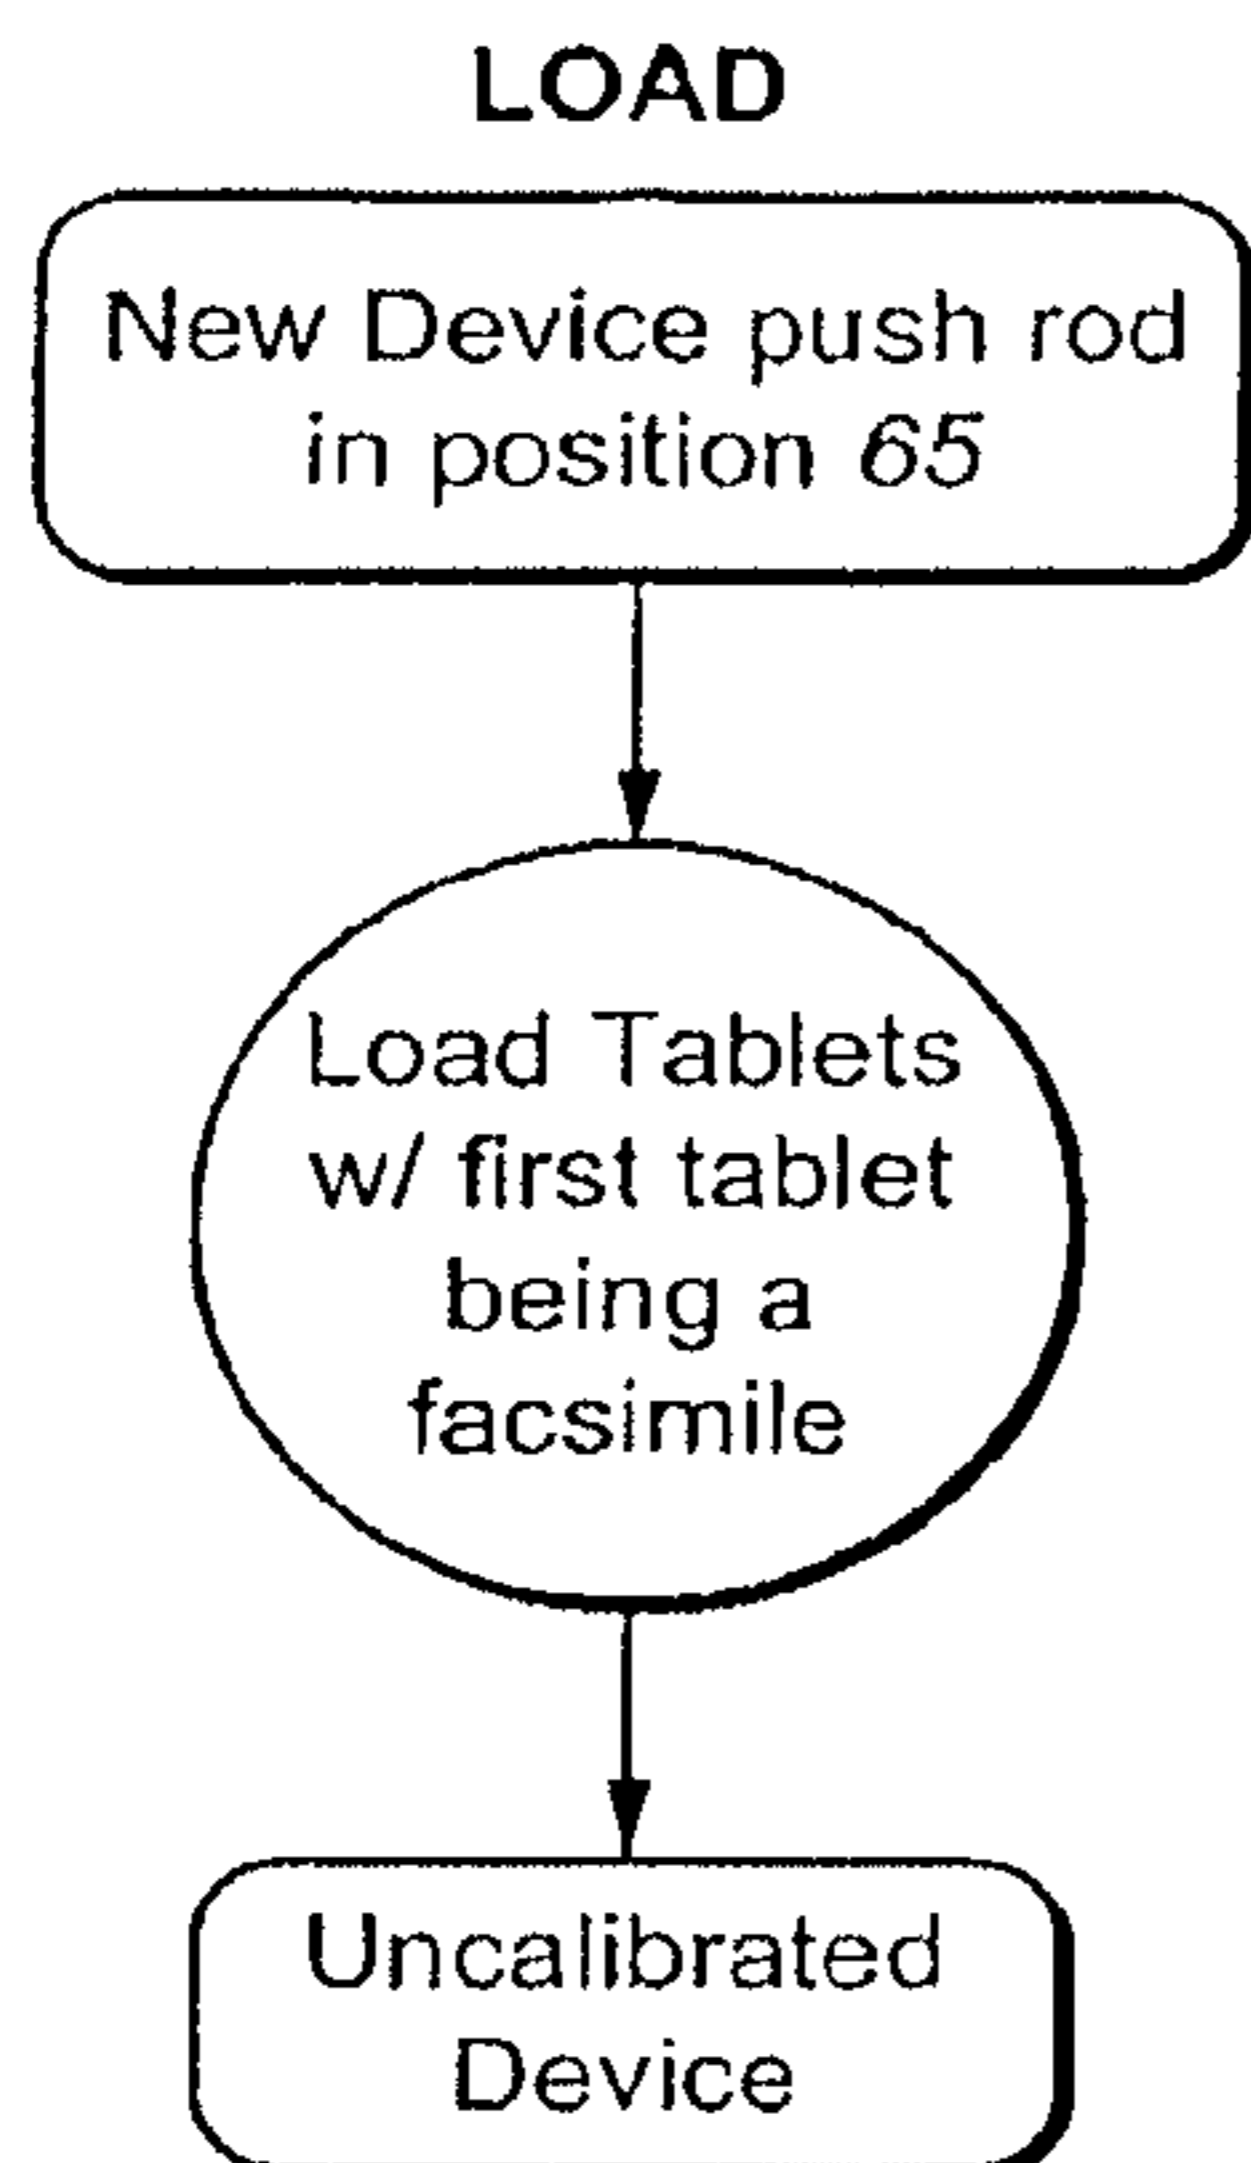 LOAD
New Device push rod
in position 65
Load Tablets
w/ first tablet
being a
facsimile
Uncalibrated
Device